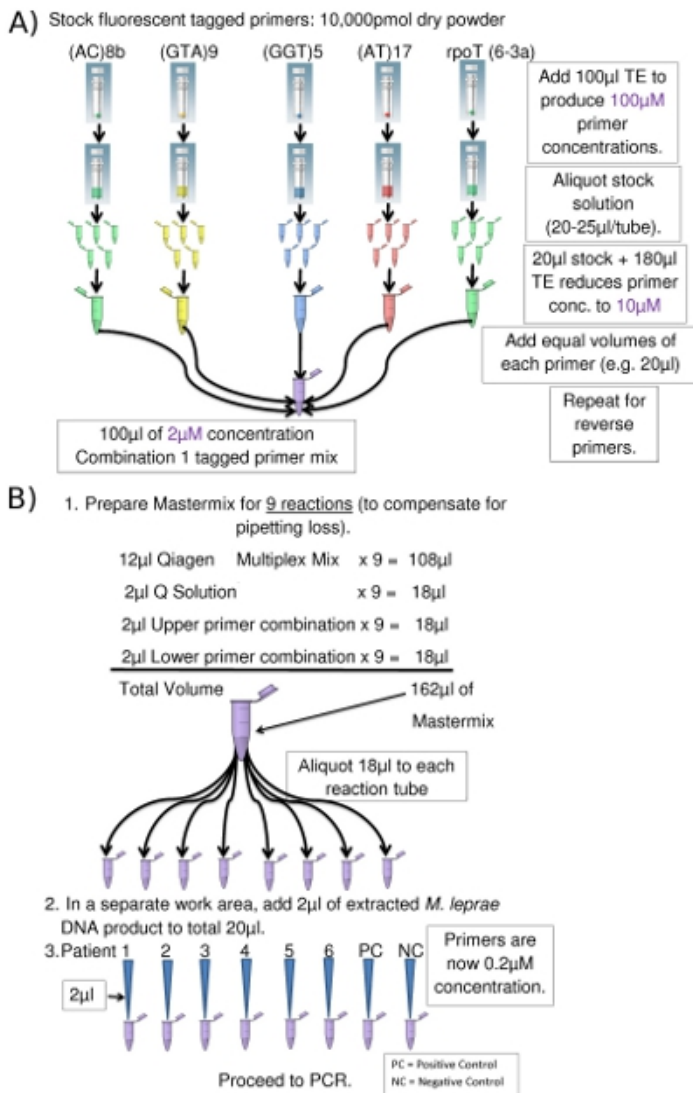 A) Stock fluorescent tagged primers: 10,000pmol dry powder
(AC)8b (GTA)9 (GGT)5 (AT)17 rpoT (6-3a)
Add 100µl TE to
produce 100µM
primer
concentrations.
Aliquot stock
solution
(20-25µl/tube).
20µl stock + 180µl
TE reduces primer
conc. to 10µM
Add equal volumes of
each primer (e.g. 20µl)
Repeat for
reverse
primers.
100µl of 2µM concentration
Combination 1 tagged primer mix
B) 1. Prepare Mastermix for 9 reactions (to compensate for
pipetting loss).
12µl Qiagen Multiplex Mix x 9 = 108µl
2µl Q Solution x 9 = 18µl
2µl Upper primer combination x 9 = 18µl
2µl Lower primer combination x 9 = 18µl
Total Volume 162µl of
Mastermix
Aliquot 18µl to each
reaction tube
2. In a separate work area, add 2µl of extracted M. leprae
DNA product to total 20µl.
3.Patient 1 2 3 4 5 6 PC NC
Primers are
now 0.2µM
concentration.
2µl
PC = Positive Control
NC = Negative Control
Proceed to PCR.